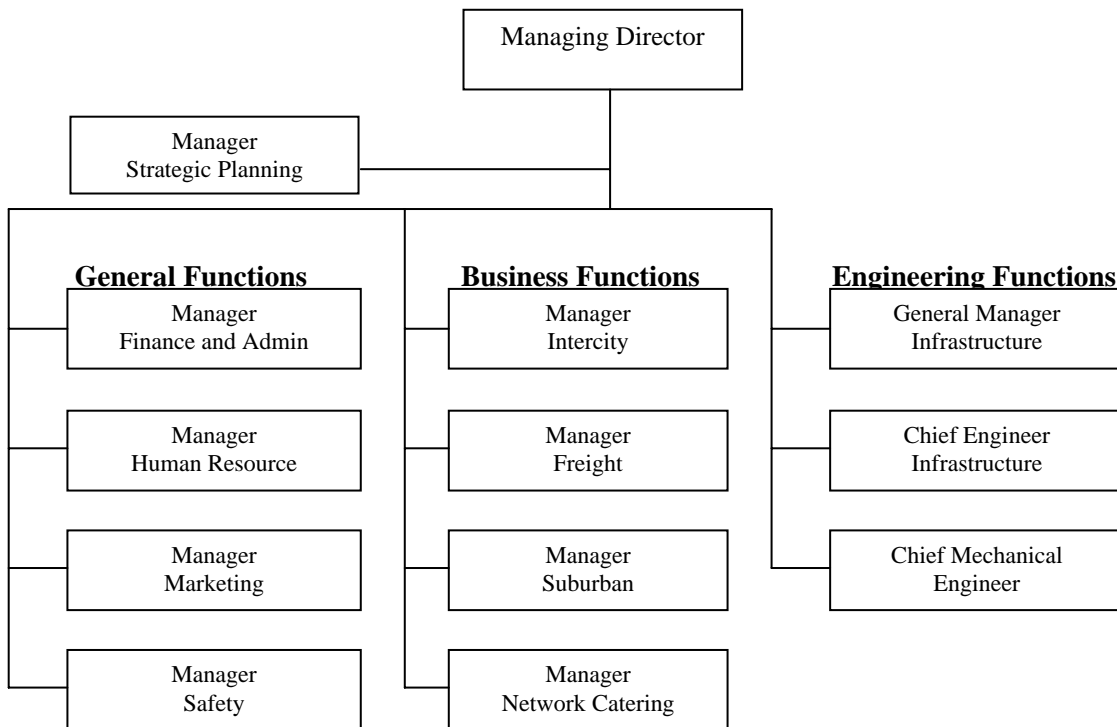 Managing Director
Manager
Strategic Planning
General Functions
Manager
Finance and Admin
Manager
Human Resource
Manager
Marketing
Manager
Safety
Business Functions
Manager
Intercity
Manager
Freight
Manager
Suburban
Manager
Network Catering
Engineering Functions
General Manager
Infrastructure
Chief Engineer
Infrastructure
Chief Mechanical
Engineer